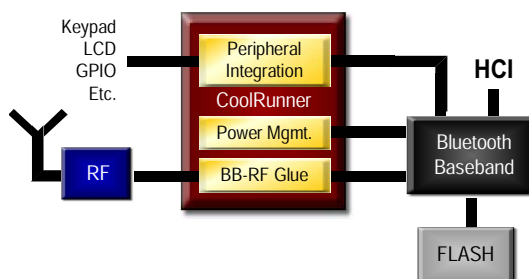 Keypad
LCD
GPIO
Etc.
Peripheral
Integration
CoolRunner
Power Mgmt.
BB-RF Glue
RF
HCI
Bluetooth
Baseband
FLASH